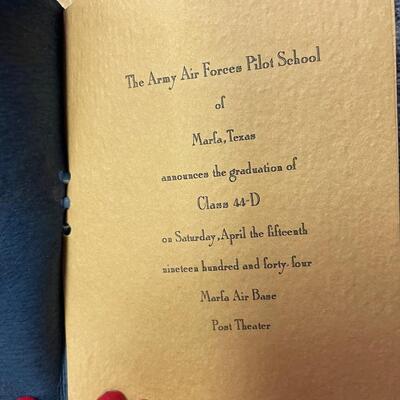 The Army Air Forces Pilot School
of
Marfa, Texas
announces the graduation of
Class 44-D
on Saturday, April the fifteenth
nineteen hundred and forty-four
Marfa Air Base
Post Theater